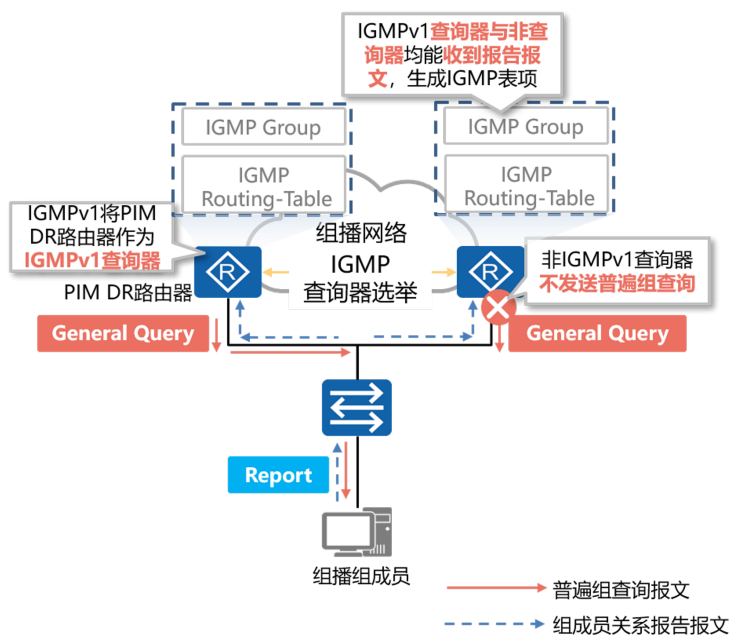 IGMPv1查询器与非查
询器均能收到报告报
文，生成IGMP表项
IGMP Group
IGMP Group
IGMP
Routing-Table
IGMP
Routing-Table
IGMPv1将PIM
DR路由器作为
IGMPv1查询器
组播网络
IGMP
查询器选举
R
R
非IGMPv1查询器
不发送普遍组查询
PIM DR路由器
General Query
General Query
Report
组播组成员
普遍组查询报文
组成员关系报告报文